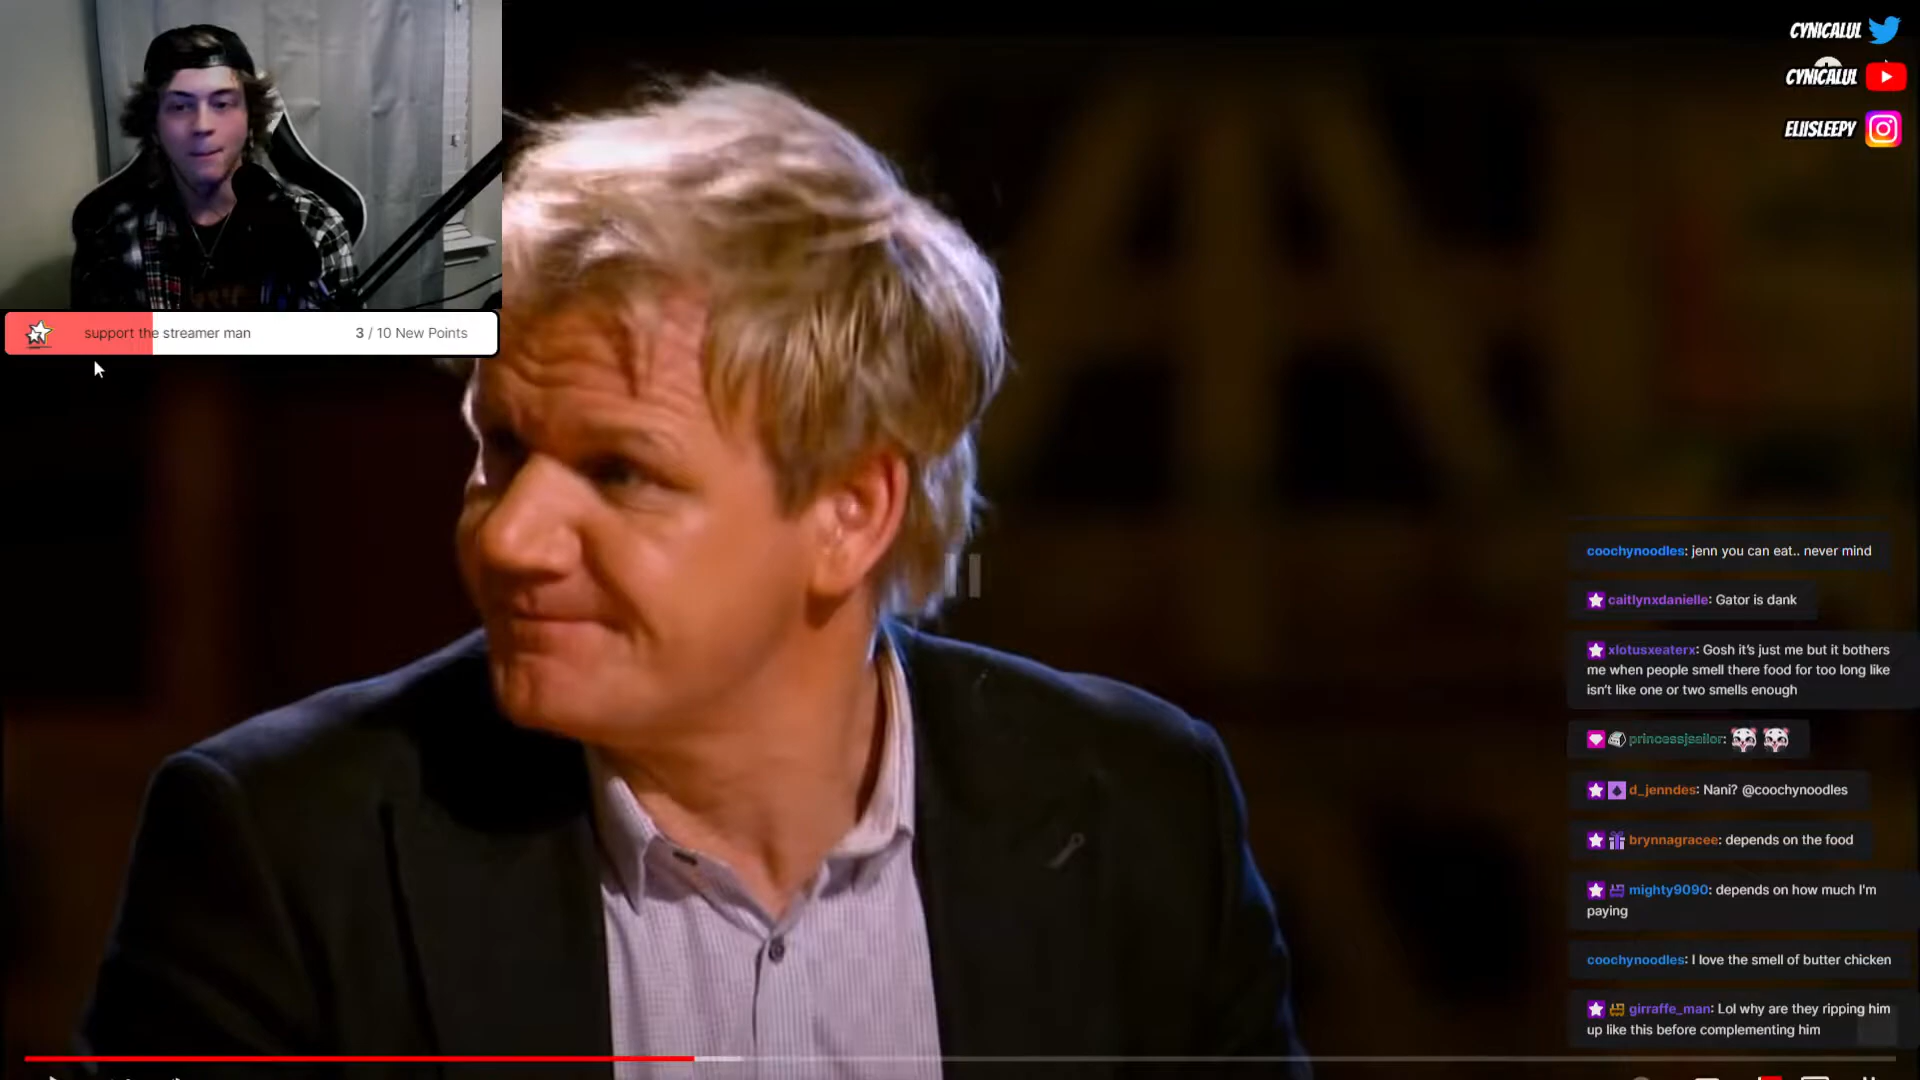 CYNICALUL
CYNICALUL
ELIISLEEPY
support the streamer man 3 / 10 New Points
coochynoodles: jenn you can eat.. never mind
caitlynxdanielle: Gator is dank
xlotusxeaterx: Gosh it's just me but it bothers
me when people smell there food for too long like
isn't like one or two smells enough
princessjsailor:
d_jenndes: Nani? @coochynoodles
brynnagracee: depends on the food
mighty9090: depends on how much I'm
paying
coochynoodles: I love the smell of butter chicken
girraffe_man: Lol why are they ripping him
up like this before complementing him